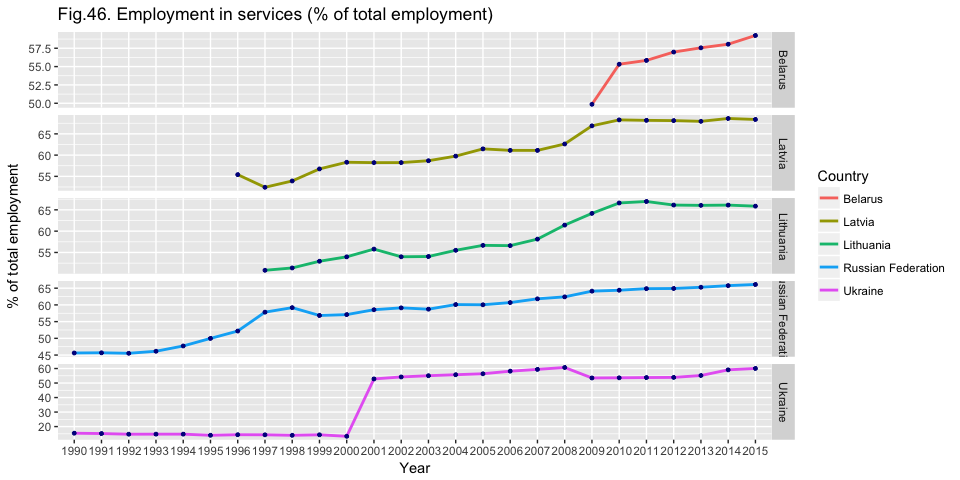 Fig.46. Employment in services (% of total employment)
% of total employment
57.5
55.0
52.5
50.0
Belarus
65
60
55
Latvia
65
60
55
Lithuania
65
60
55
50
45
ssian Federati
60
50
40
30
20
Ukraine
1990 1991 1992 1993 1994 1995 1996 1997 1998 1999 2000 2001 2002 2003 2004 2005 2006 2007 2008 2009 2010 2011 2012 2013 2014 2015
Year
Country
Belarus
Latvia
Lithuania
Russian Federation
Ukraine